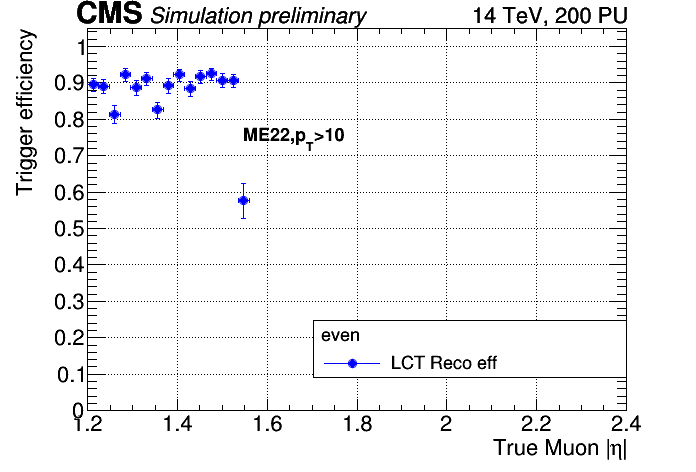 CMS Simulation preliminary 14 TeV, 200 PU
Trigger efficiency
1
0.9
0.8
0.7
0.6
0.5
0.4
0.3
0.2
0.1
0
ME22,p_T>10
even
LCT Reco eff
1.2 1.4 1.6 1.8 2 2.2 2.4
True Muon |η|